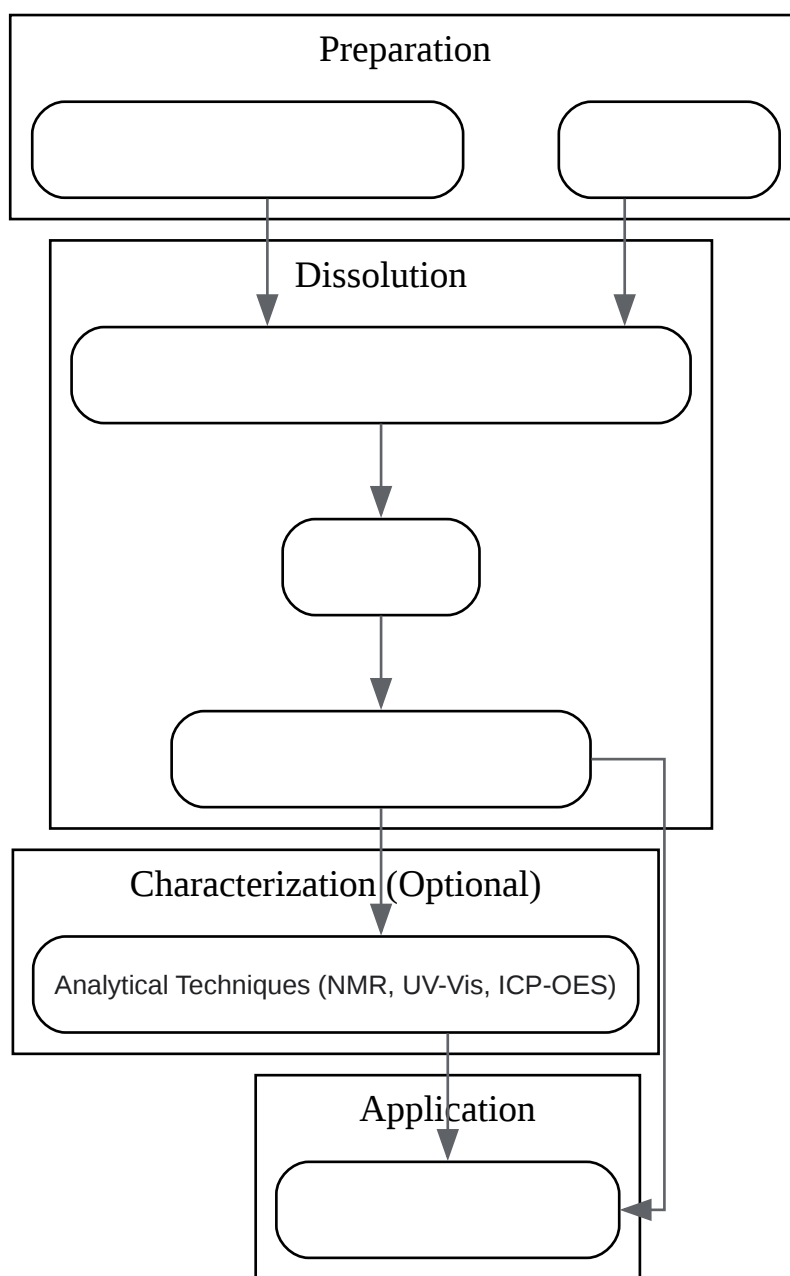 Preparation
Dissolution
Characterization (Optional)
Analytical Techniques (NMR, UV-Vis, ICP-OES)
Application